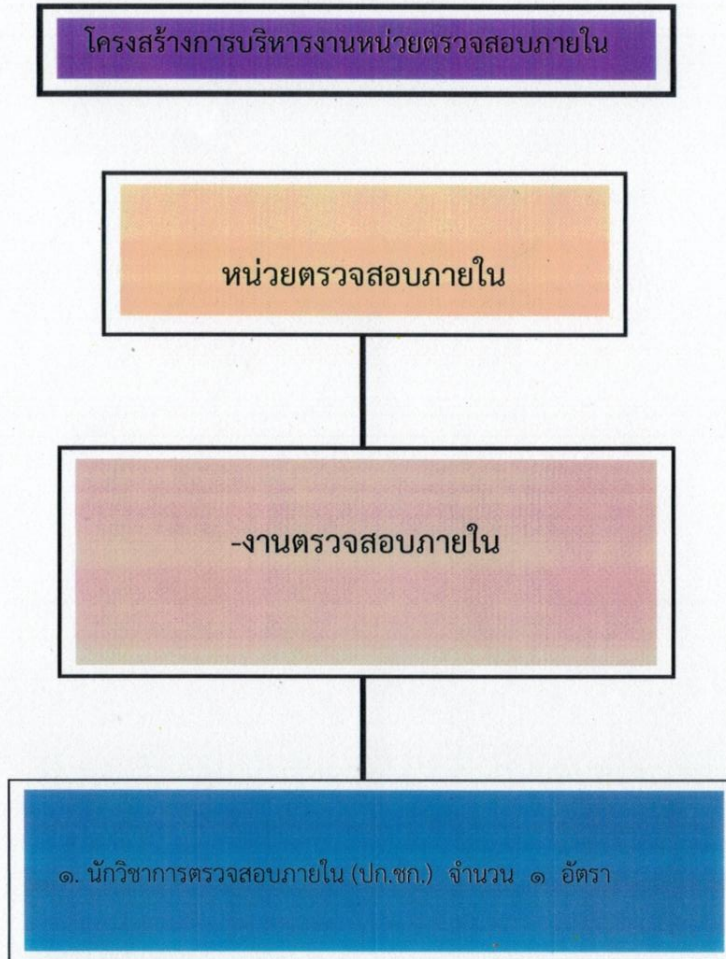 โครงสร้างการบริหารงานหน่วยตรวจสอบภายใน
หน่วยตรวจสอบภายใน
-งานตรวจสอบภายใน
๑. นักวิชาการตรวจสอบภายใน (ปก.ชก.) จำนวน ๑ อัตรา